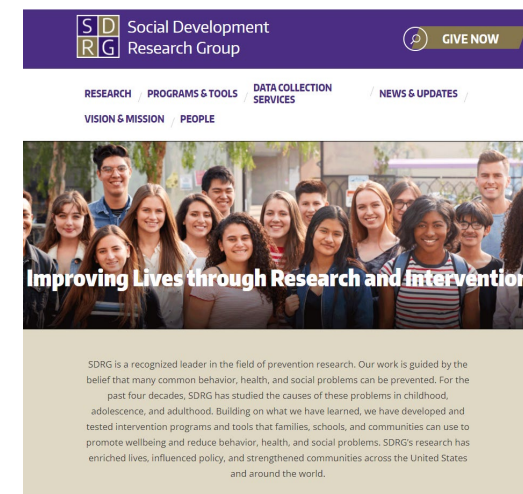 SD
RG
Social Development
Research Group
GIVE NOW
RESEARCH / PROGRAMS & TOOLS / DATA COLLECTION SERVICES / NEWS & UPDATES /
VISION & MISSION / PEOPLE
Improving Lives through Research and Intervention
SDRG is a recognized leader in the field of prevention research. Our work is guided by the
belief that many common behavior, health, and social problems can be prevented. For the
past four decades, SDRG has studied the causes of these problems in childhood,
adolescence, and adulthood. Building on what we have learned, we have developed and
tested intervention programs and tools that families, schools, and communities can use to
promote wellbeing and reduce behavior, health, and social problems. SDRG's research has
enriched lives, influenced policy, and strengthened communities across the United States
and around the world.